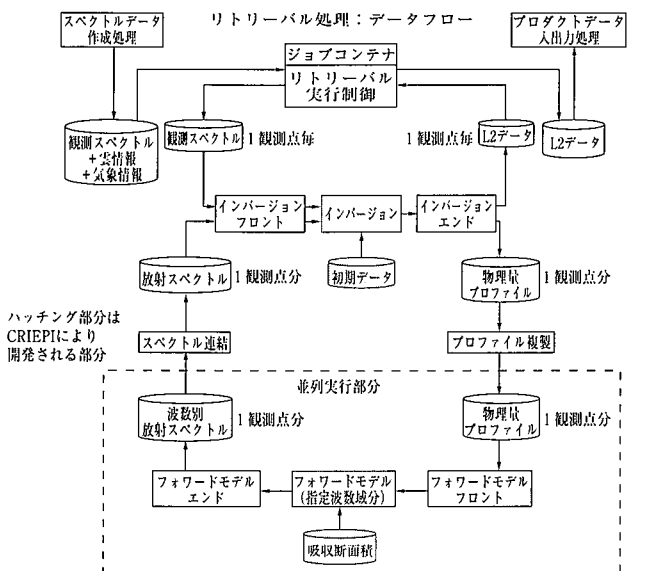 リトリーバル処理：データフロー
スペクトルデータ
作成処理
プロダクトデータ
入出力処理
ジョブコンテナ
リトリーバル
実行制御
観測スペクトル
+雲情報
+気象情報
観測スペクトル
1観測点毎
1観測点毎
L2データ
L2データ
インバージョン
フロント
インバージョン
インバージョン
エンド
放射スペクトル
1観測点分
初期データ
物理量
プロファイル
1観測点分
ハッチング部分は
CRIEPIにより
開発される部分
スペクトル連結
プロファイル複製
並列実行部分
波数別
放射スペクトル
1観測点分
物理量
プロファイル
1観測点分
フォワードモデル
エンド
フォワードモデル
(指定波数域分)
フォワードモデル
フロント
吸収断面積